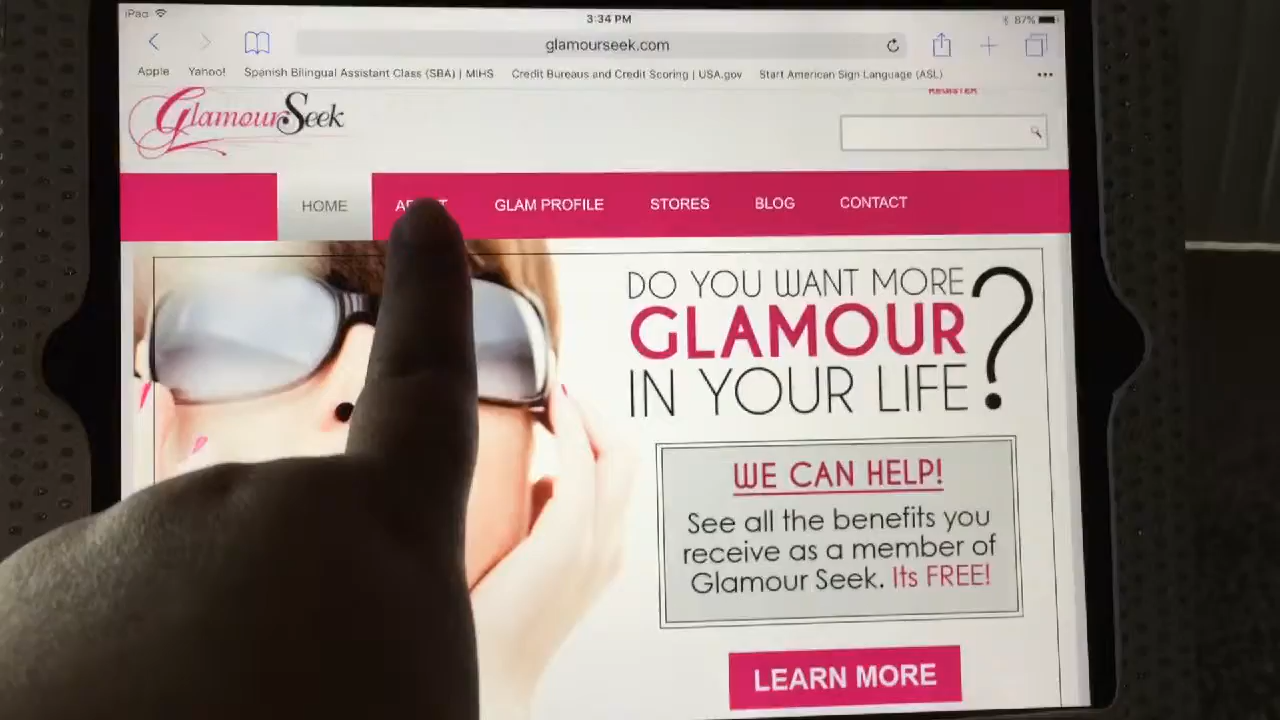 iPad
3:34 PM
87%
glamourseek.com
Apple
Yahoo!
Spanish Bilingual Assistant Class (SBA) | MIHS
Credit Bureaus and Credit Scoring | USA.gov
Start American Sign Language (ASL)
REGISTER
GlamourSeek
HOME
GLAM PROFILE
STORES
BLOG
CONTACT
DO YOU WANT MORE
GLAMOUR
IN YOUR LIFE?
WE CAN HELP!
See all the benefits you
receive as a member of
Glamour Seek. Its FREE!
LEARN MORE